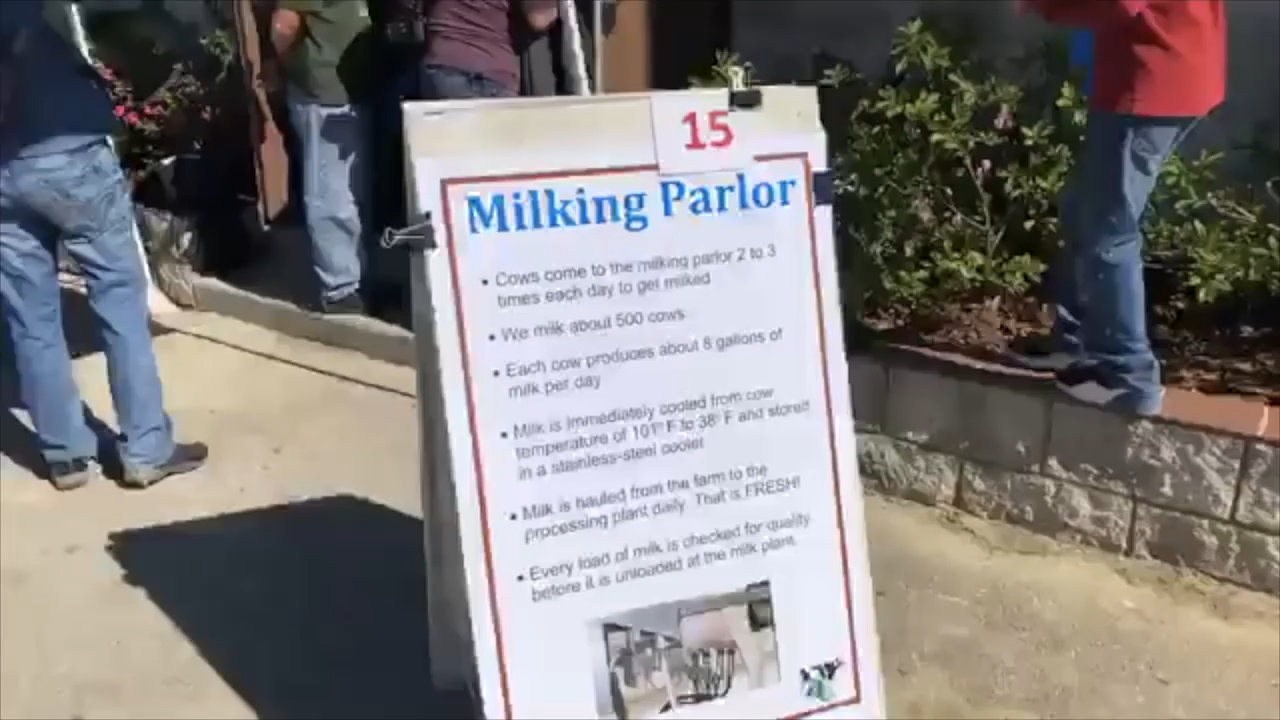 15
Milking Parlor
• Cows come to the milking parlor 2 to 3
times each day to get milked
• We milk about 500 cows
• Each cow produces about 8 gallons of
milk per day
• Milk is immediately cooled from cow
temperature of 101° F to 38° F and stored
in a stainless-steel cooler
• Milk is hauled from the farm to the
processing plant daily. That is FRESH!
• Every load of milk is checked for quality
before it is unloaded at the milk plant